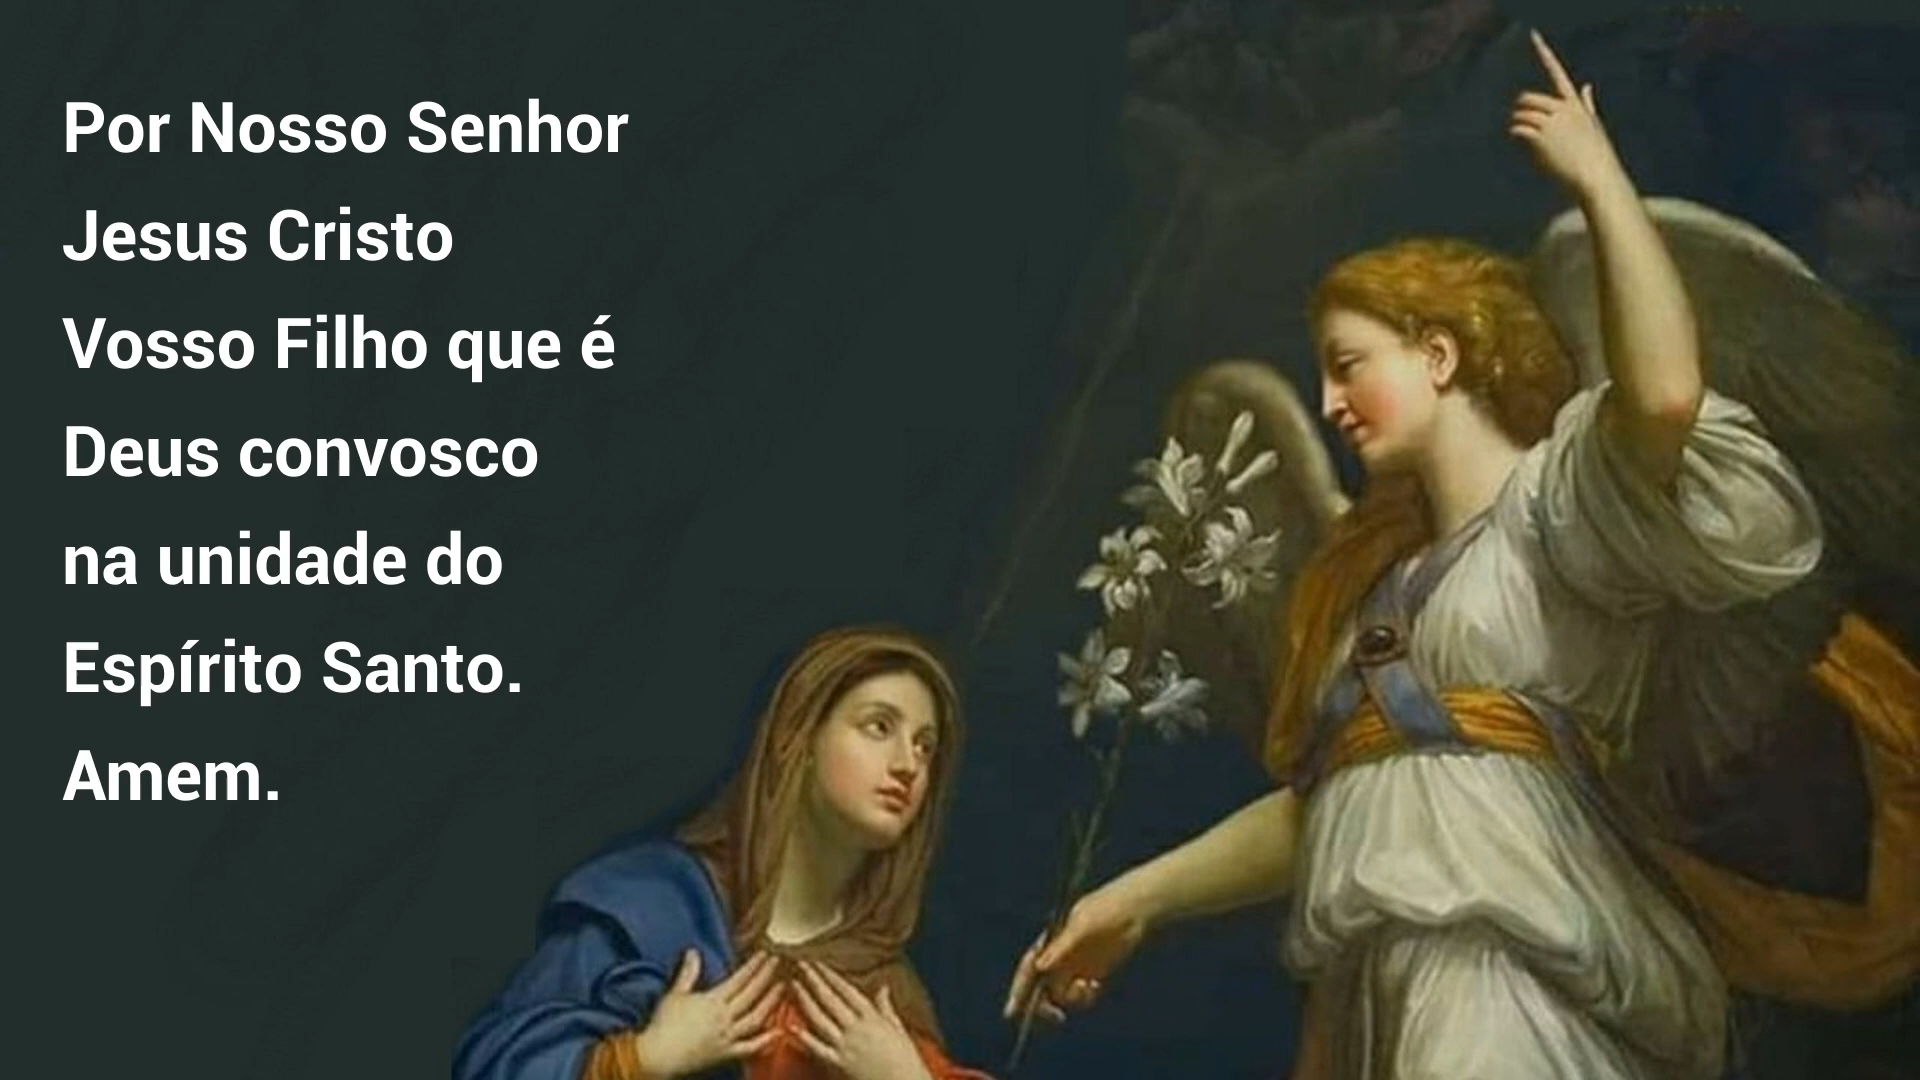 Por Nosso Senhor
Jesus Cristo
Vosso Filho que é
Deus convosco
na unidade do
Espírito Santo.
Amem.